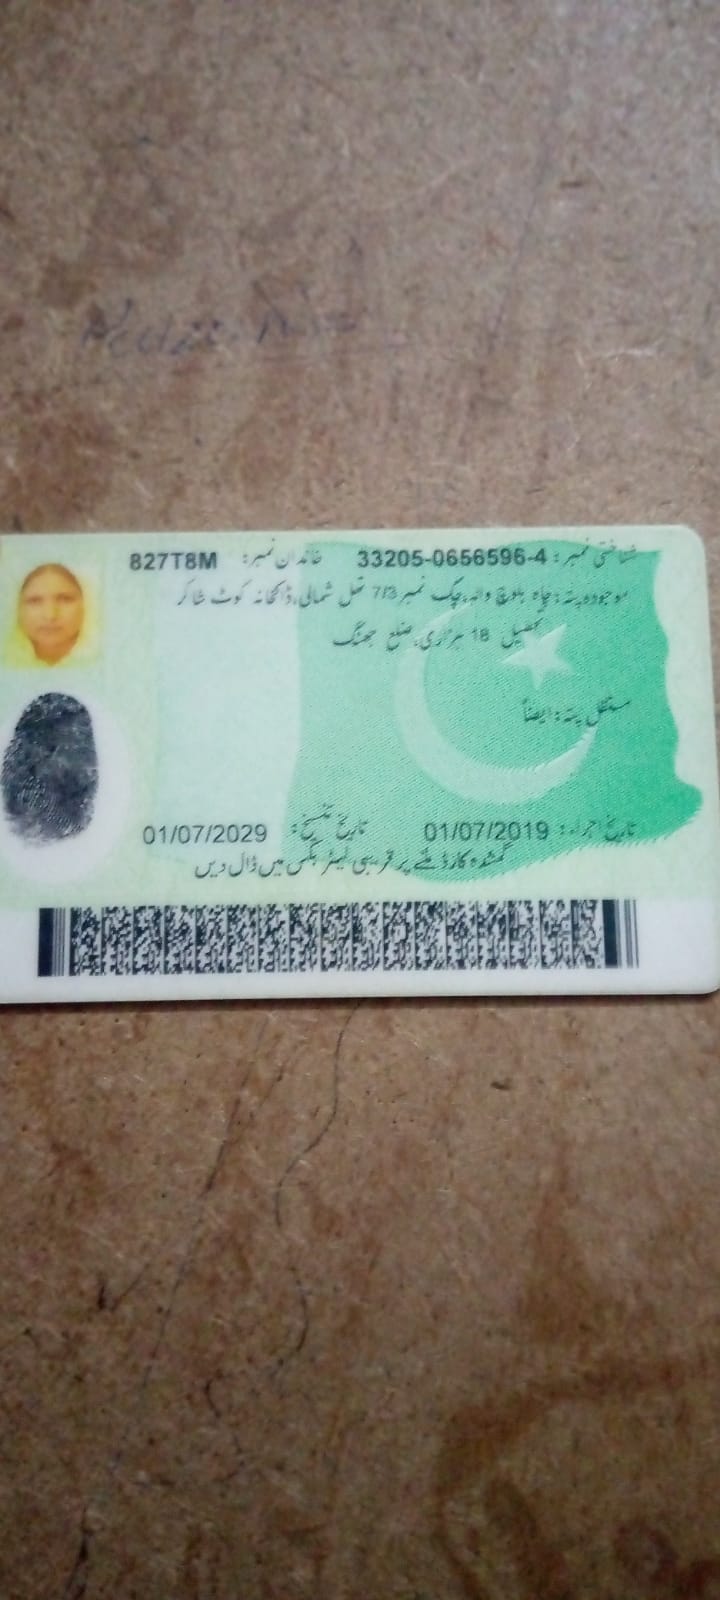 شناختی نمبر: 33205-0656596-4 خاندان نمبر: 827T8M
موجودہ پتہ: چاہ بلوچ والہ، چک نمبر 7/3 تھل شمالی، ڈاکخانہ کوٹ شاکر
تحصیل 18 ہزاری، ضلع جھنگ
مستقل پتہ: ایضاً
تاریخ اجراء: 01/07/2019 تاریخ تنسیخ: 01/07/2029
گمشدہ کارڈ ملنے پر قریبی لیٹر بکس میں ڈال دیں